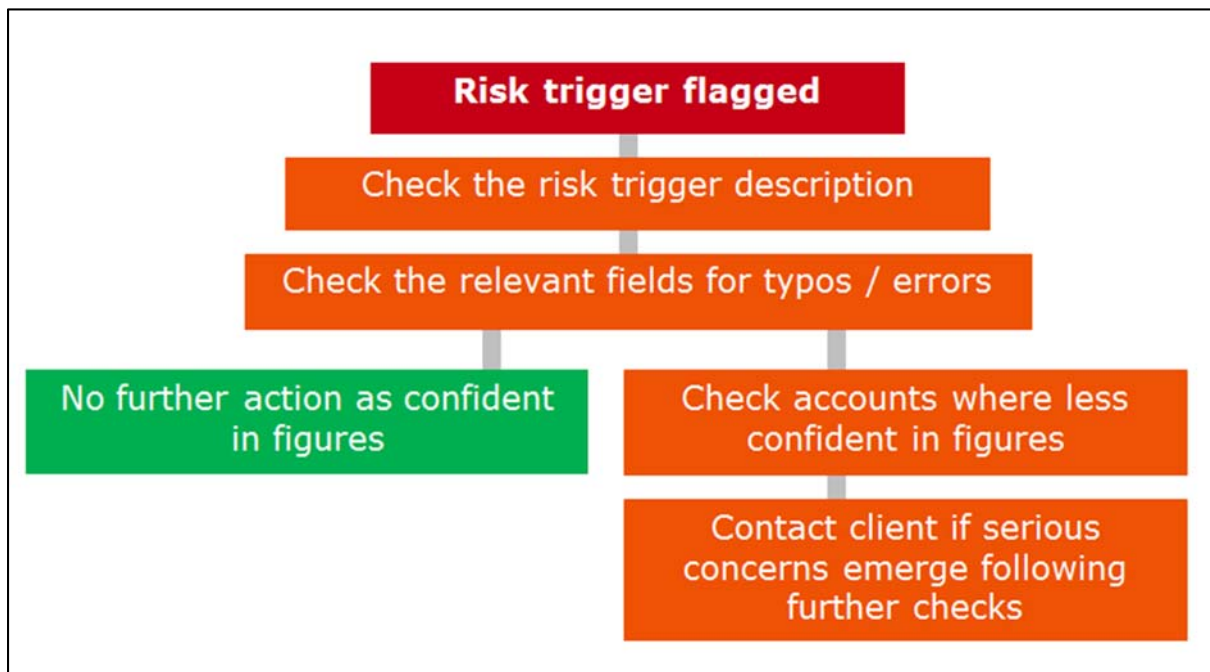 Risk trigger flagged
Check the risk trigger description
Check the relevant fields for typos / errors
No further action as confident
in figures
Check accounts where less
confident in figures
Contact client if serious
concerns emerge following
further checks